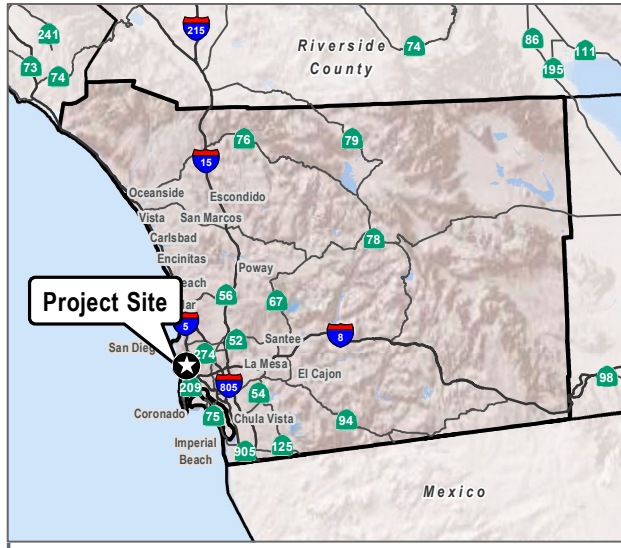 241
215
Riverside
County
74
86
111
73
74
195
76
79
15
Oceanside
Escondido
Vista
San Marcos
Carlsbad
78
Encinitas
Poway
each
56
67
Project Site
lar
5
52
Santee
8
San Dieg
274
La Mesa
El Cajon
98
209
805
54
Coronado
75
Chula Vista
94
Imperial
Beach
905
125
Mexico